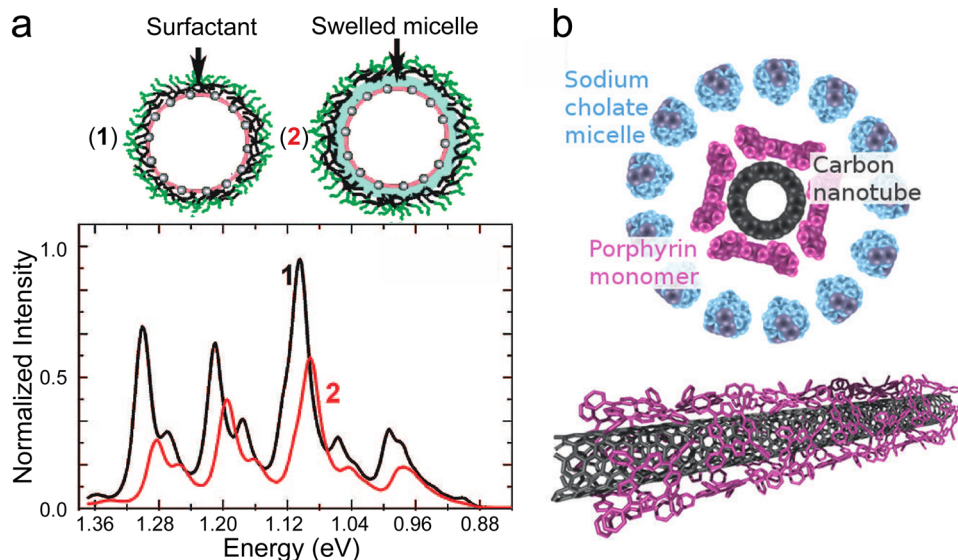 a
Surfactant
Swelled micelle
(1)
(2)
1.0
0.5
0.0
Normalized Intensity
1
2
1.36
1.28
1.20
1.12
1.04
0.96
0.88
Energy (eV)
b
Sodium
cholate
micelle
Carbon
nanotube
Porphyrin
monomer